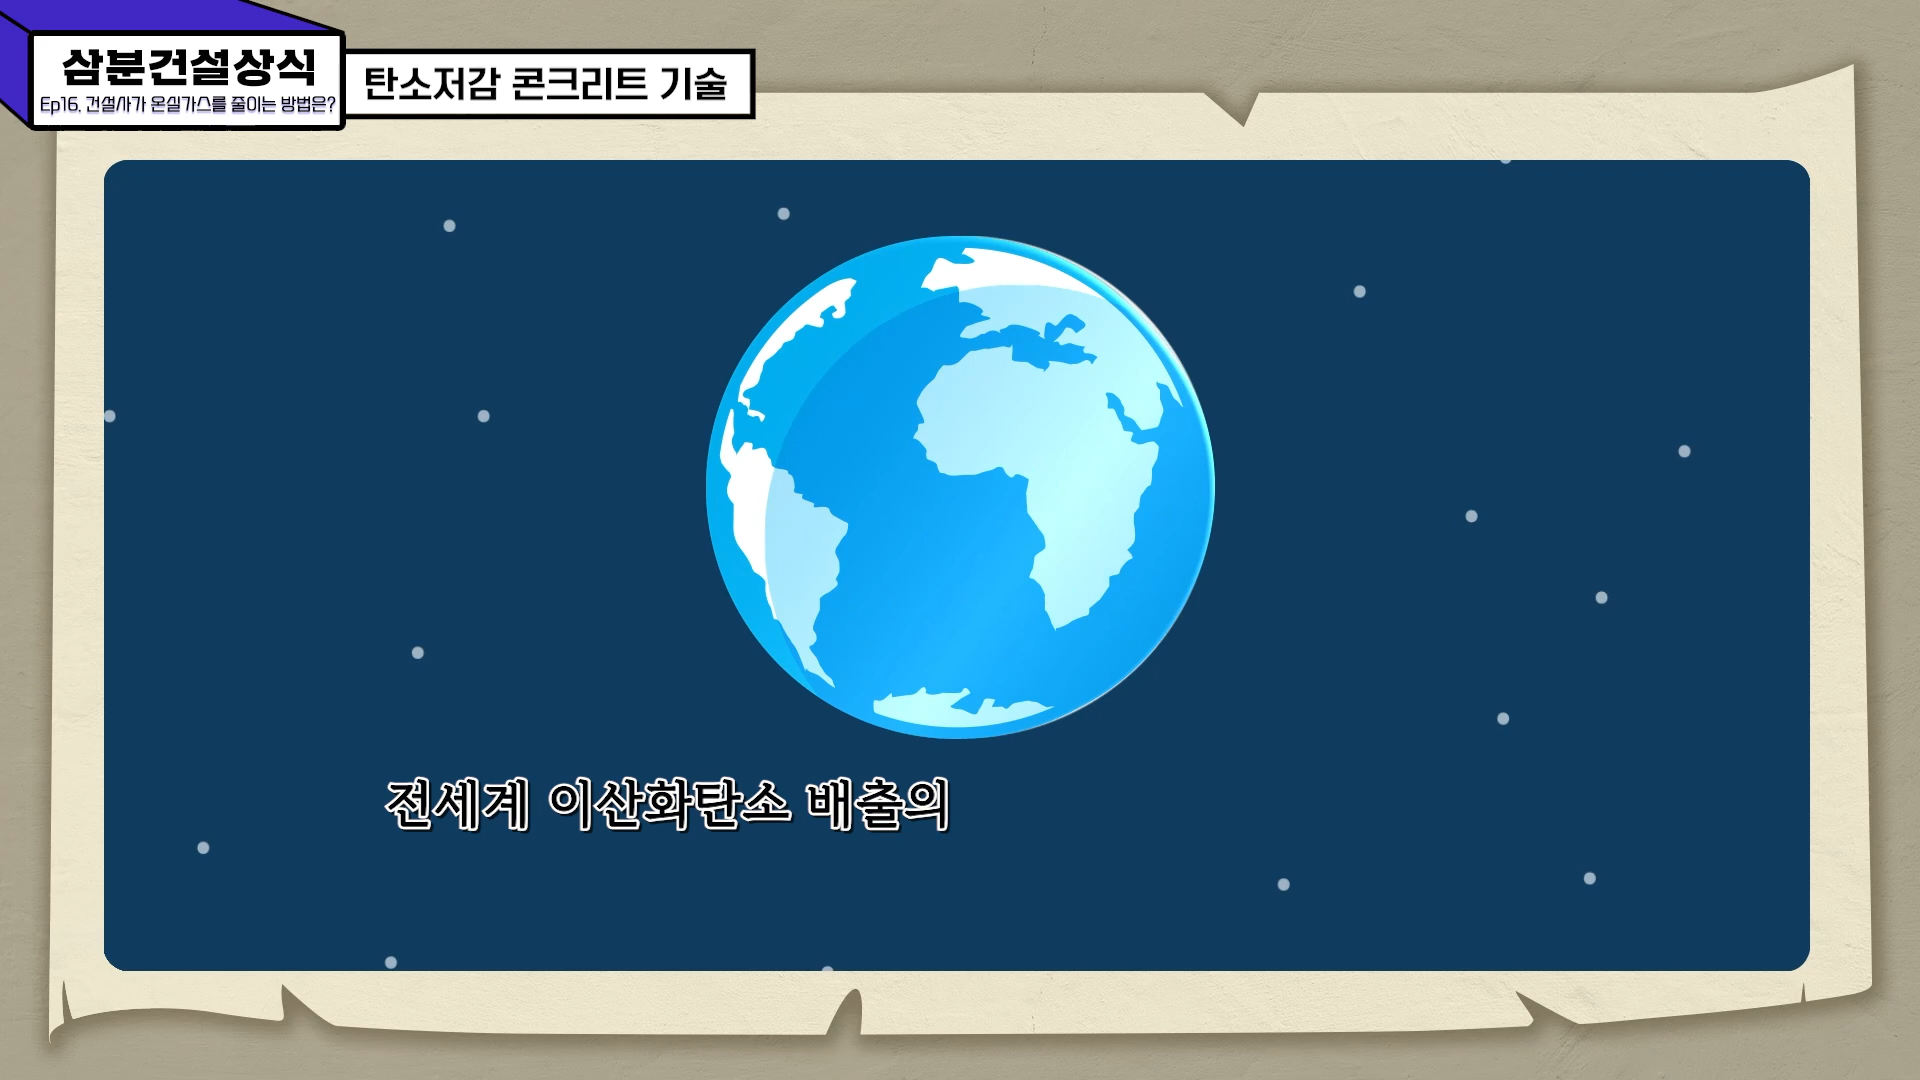 삼분건설상식
Ep16. 건설사가 온실가스를 줄이는 방법은?
탄소저감 콘크리트 기술
전세계 이산화탄소 배출의